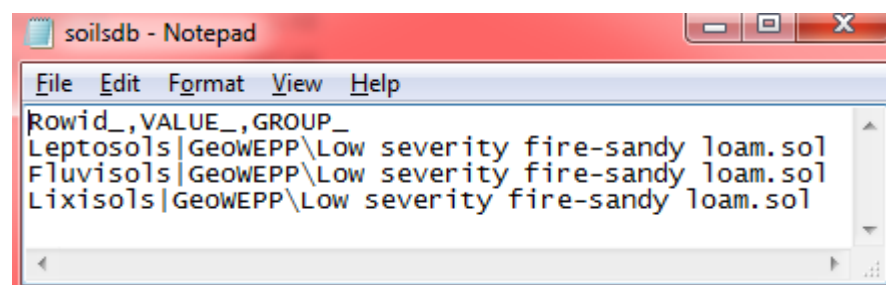 soilsdb - Notepad
File Edit Format View Help
Rowid_,VALUE_,GROUP_
Leptosols|GeoWEPP\Low severity fire-sandy loam.sol
Fluvisols|GeoWEPP\Low severity fire-sandy loam.sol
Lixisols|GeoWEPP\Low severity fire-sandy loam.sol